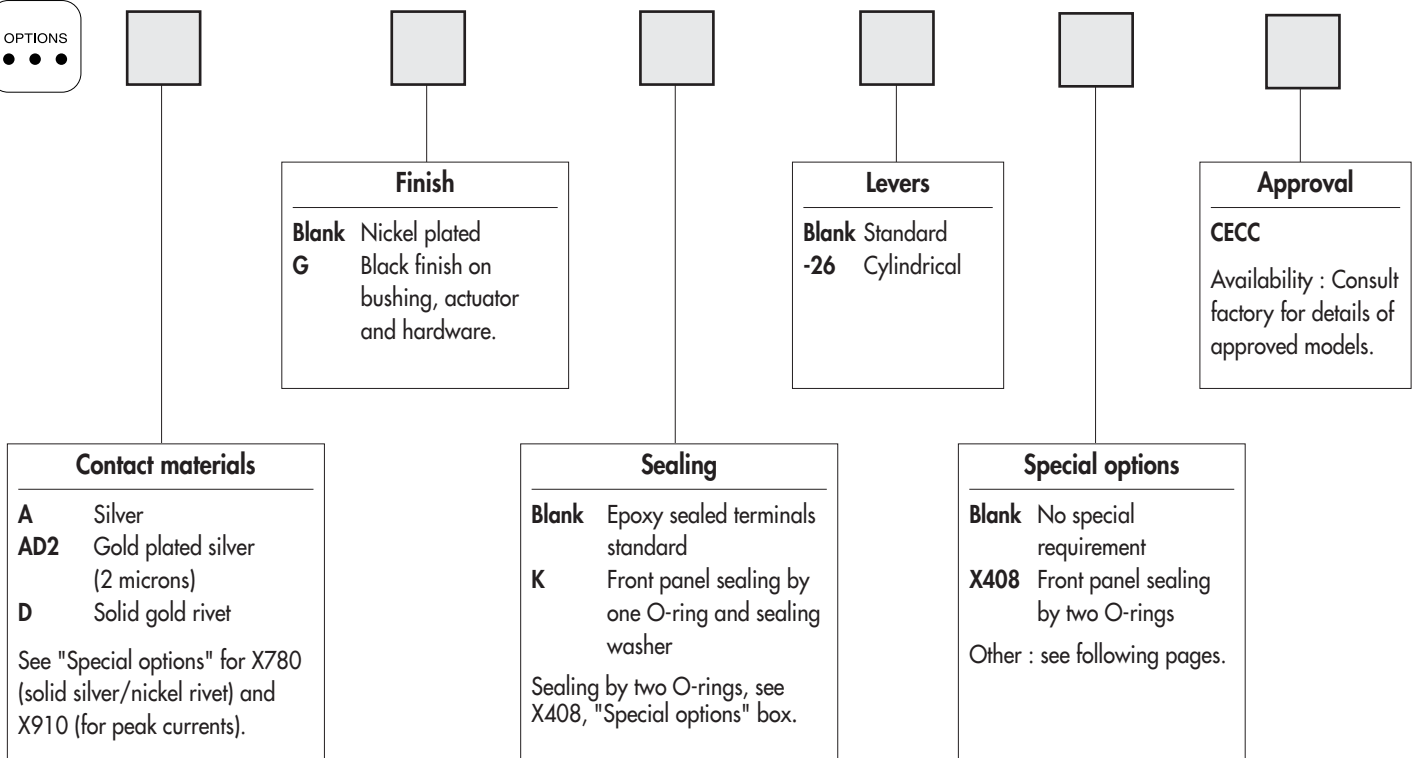 OPTIONS
Finish
Blank Nickel plated
G Black finish on
bushing, actuator
and hardware.
Levers
Blank Standard
-26 Cylindrical
Approval
CECC
Availability : Consult
factory for details of
approved models.
Contact materials
A Silver
AD2 Gold plated silver
(2 microns)
D Solid gold rivet
See "Special options" for X780
(solid silver/nickel rivet) and
X910 (for peak currents).
Sealing
Blank Epoxy sealed terminals
standard
K Front panel sealing by
one O-ring and sealing
washer
Sealing by two O-rings, see
X408, "Special options" box.
Special options
Blank No special
requirement
X408 Front panel sealing
by two O-rings
Other : see following pages.